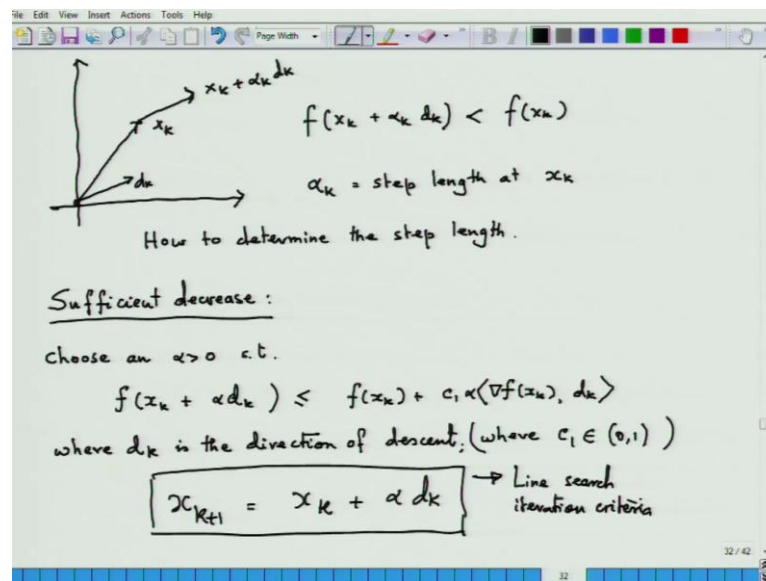 File Edit View Insert Actions Tools Help
Page Width
B I
x_k + α_k d_k
x_k
f(x_k + α_k d_k) < f(x_k)
d_k
α_k = step length at x_k
How to determine the step length.
Sufficient decrease :
Choose an α>0 s.t.
f(x_k + αd_k) ≤ f(x_k) + c₁α⟨∇f(x_k), d_k⟩
where d_k is the direction of descent. (where c₁ ∈ (0,1) )
x_{k+1} = x_k + α d_k → Line search
iteration criteria
32 / 42
32